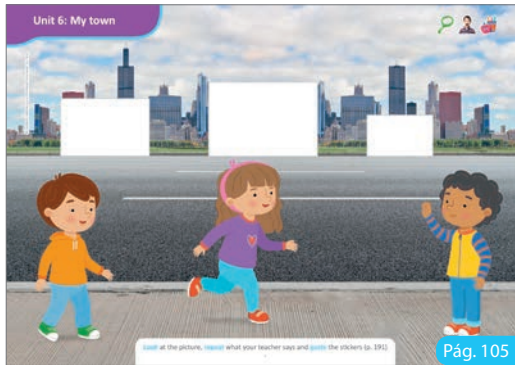 Unit 6: My town
Look at the picture, repeat what your teacher says and paste the stickers (p. 191)
Pág. 105